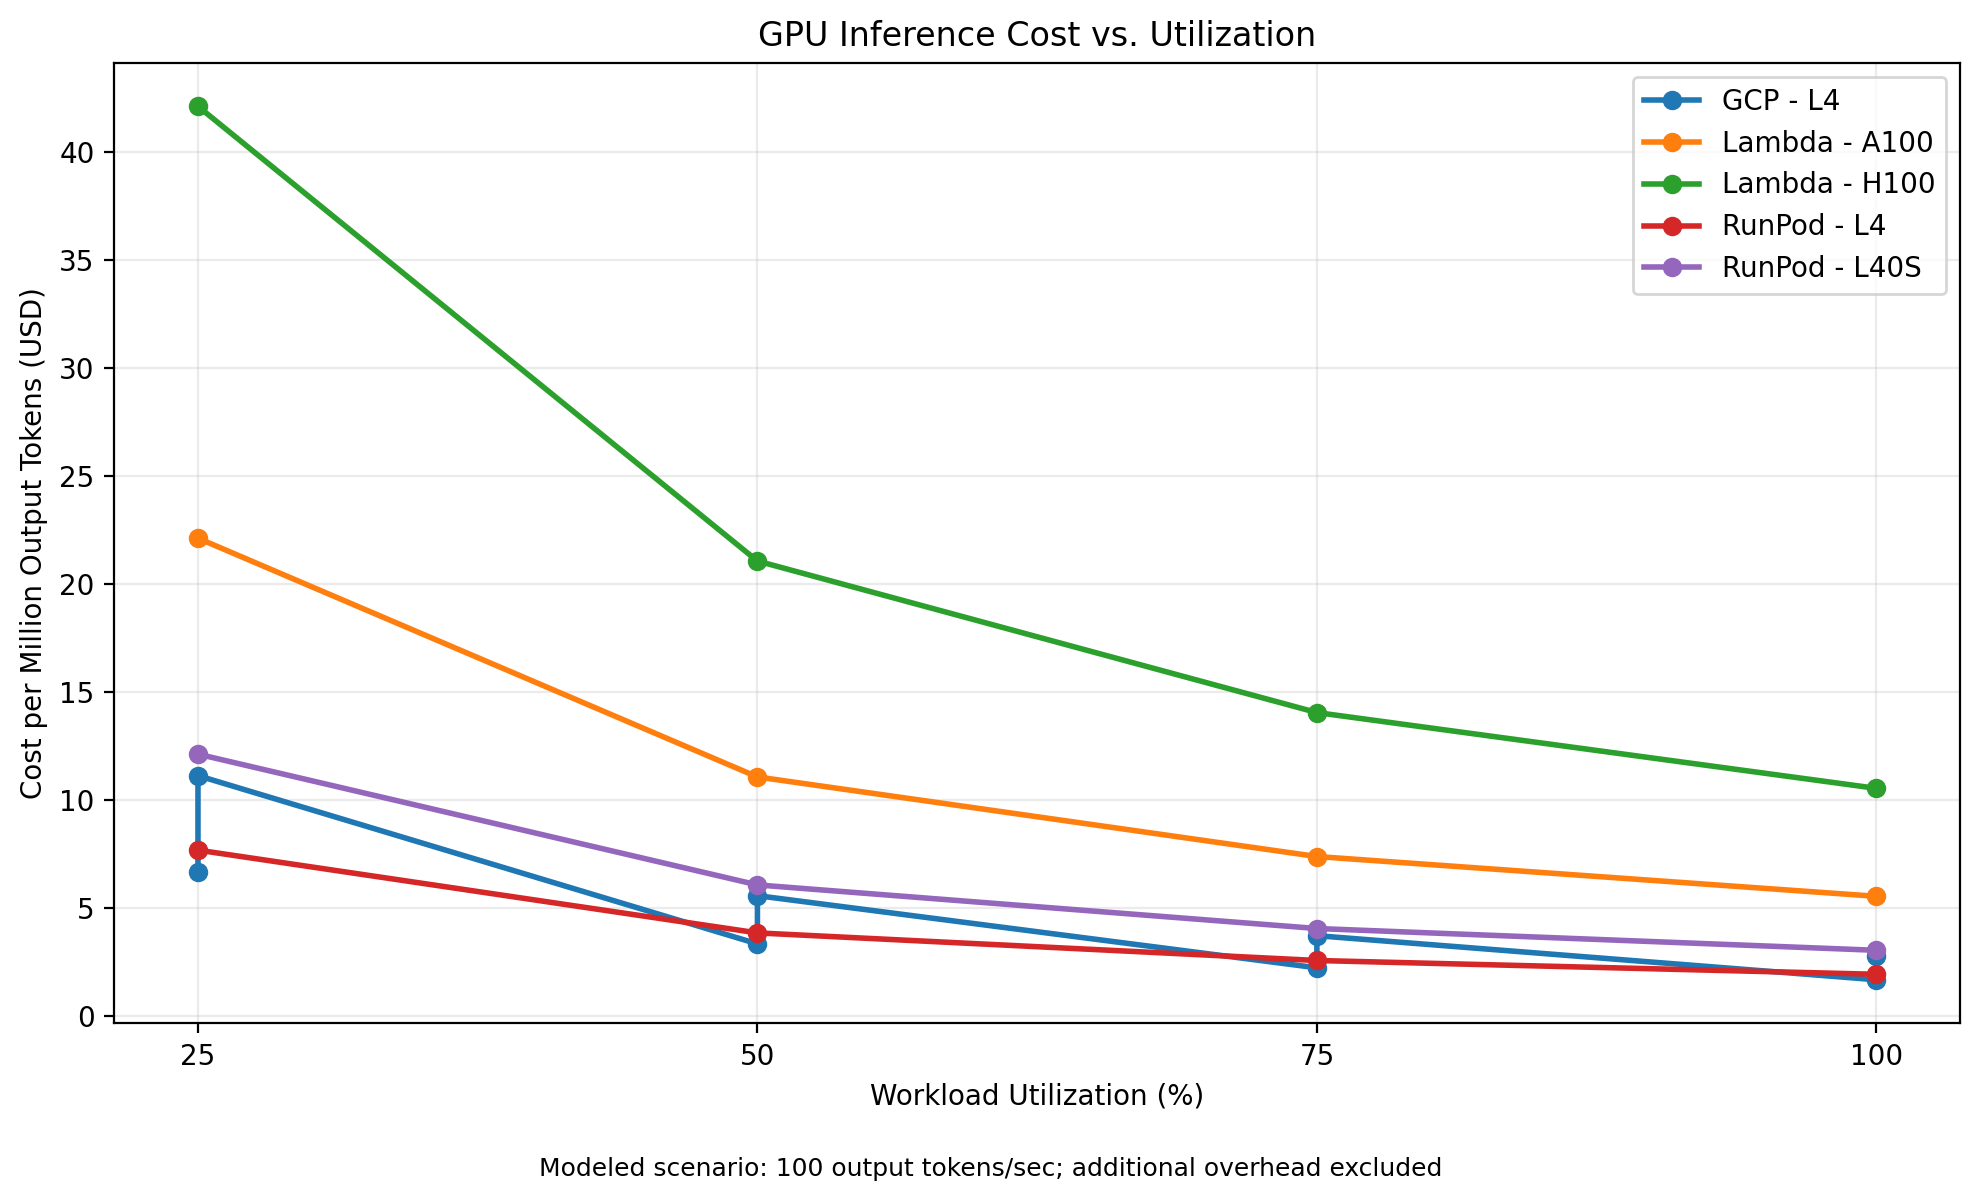 GPU Inference Cost vs. Utilization
GCP - L4
Lambda - A100
Lambda - H100
RunPod - L4
RunPod - L40S
Cost per Million Output Tokens (USD)
40
35
30
25
20
15
10
5
0
25 50 75 100
Workload Utilization (%)
Modeled scenario: 100 output tokens/sec; additional overhead excluded